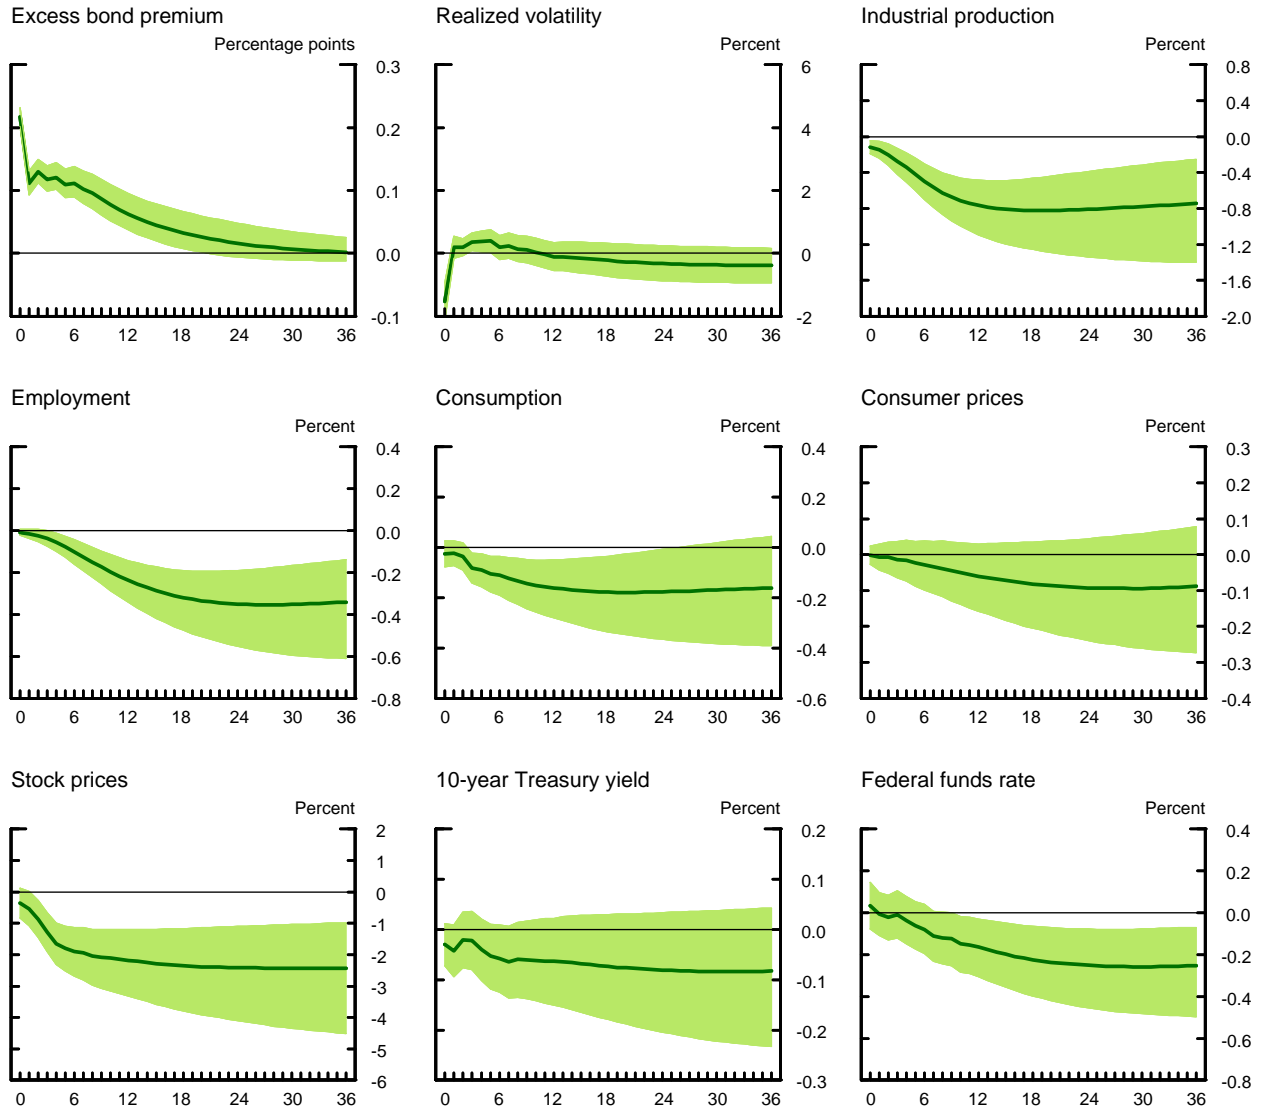 Excess bond premium
Percentage points
0.3
0.2
0.1
0.0
-0.1
0 6 12 18 24 30 36
Realized volatility
Percent
6
4
2
0
-2
0 6 12 18 24 30 36
Industrial production
Percent
0.8
0.4
0.0
-0.4
-0.8
-1.2
-1.6
-2.0
0 6 12 18 24 30 36
Employment
Percent
0.4
0.2
0.0
-0.2
-0.4
-0.6
-0.8
0 6 12 18 24 30 36
Consumption
Percent
0.4
0.2
0.0
-0.2
-0.4
-0.6
0 6 12 18 24 30 36
Consumer prices
Percent
0.3
0.2
0.1
0.0
-0.1
-0.2
-0.3
-0.4
0 6 12 18 24 30 36
Stock prices
Percent
2
1
0
-1
-2
-3
-4
-5
-6
0 6 12 18 24 30 36
10-year Treasury yield
Percent
0.2
0.1
0.0
-0.1
-0.2
-0.3
0 6 12 18 24 30 36
Federal funds rate
Percent
0.4
0.2
0.0
-0.2
-0.4
-0.6
-0.8
0 6 12 18 24 30 36